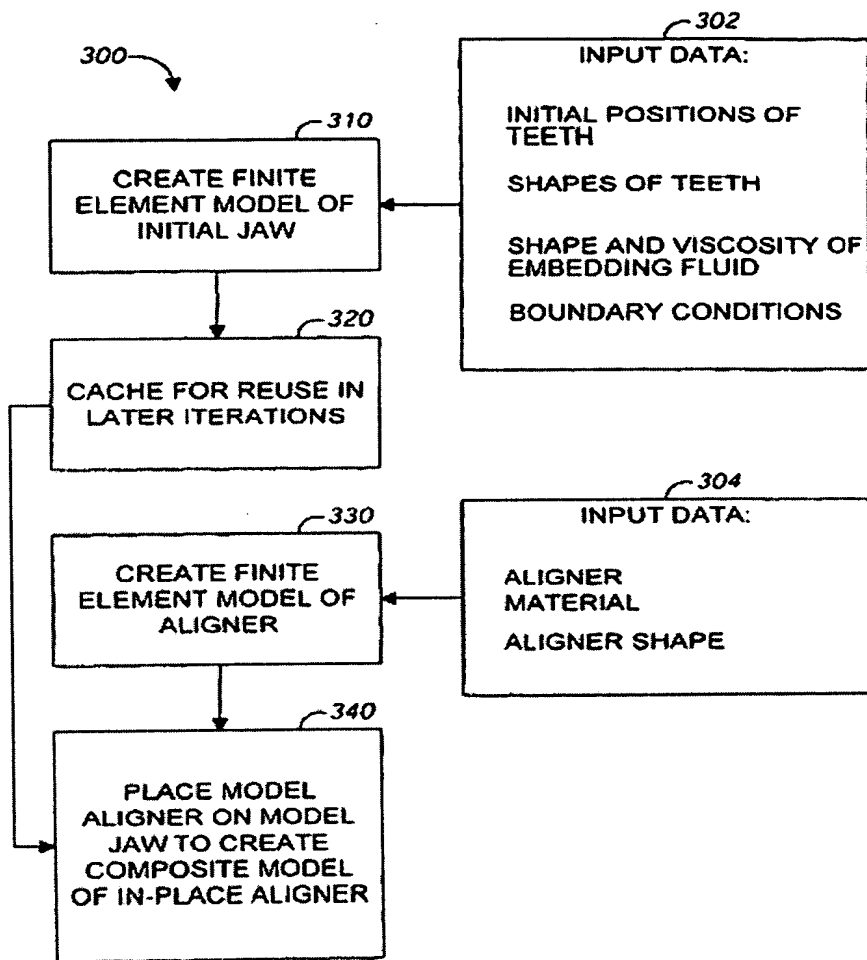 300
310
CREATE FINITE
ELEMENT MODEL OF
INITIAL JAW
302
INPUT DATA:
INITIAL POSITIONS OF
TEETH
SHAPES OF TEETH
SHAPE AND VISCOSITY OF
EMBEDDING FLUID
BOUNDARY CONDITIONS
320
CACHE FOR REUSE IN
LATER ITERATIONS
330
CREATE FINITE
ELEMENT MODEL OF
ALIGNER
304
INPUT DATA:
ALIGNER
MATERIAL
ALIGNER SHAPE
340
PLACE MODEL
ALIGNER ON MODEL
JAW TO CREATE
COMPOSITE MODEL
OF IN-PLACE ALIGNER